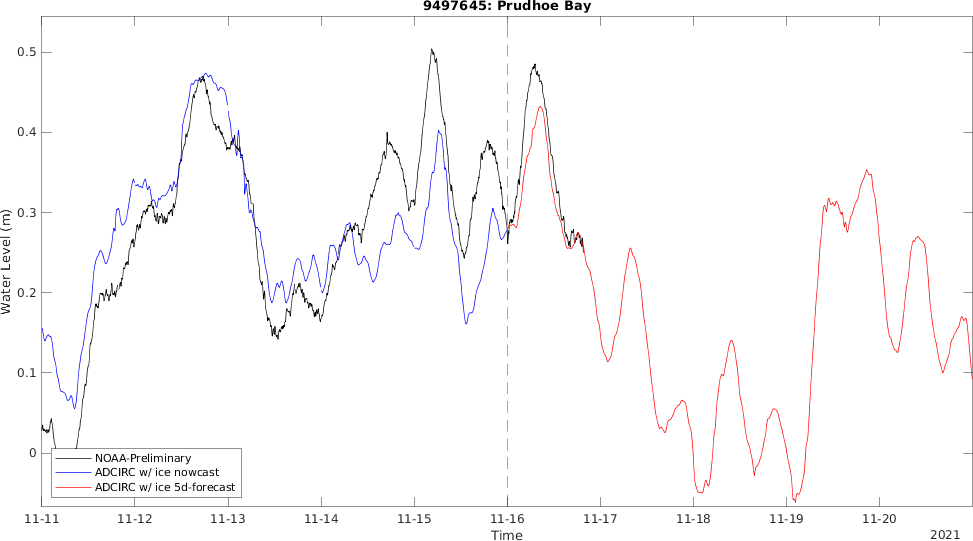 9497645: Prudhoe Bay
Water Level (m)
0.5
0.4
0.3
0.2
0.1
0
NOAA-Preliminary
ADCIRC w/ ice nowcast
ADCIRC w/ ice 5d-forecast
11-11 11-12 11-13 11-14 11-15 11-16 11-17 11-18 11-19 11-20
Time
2021